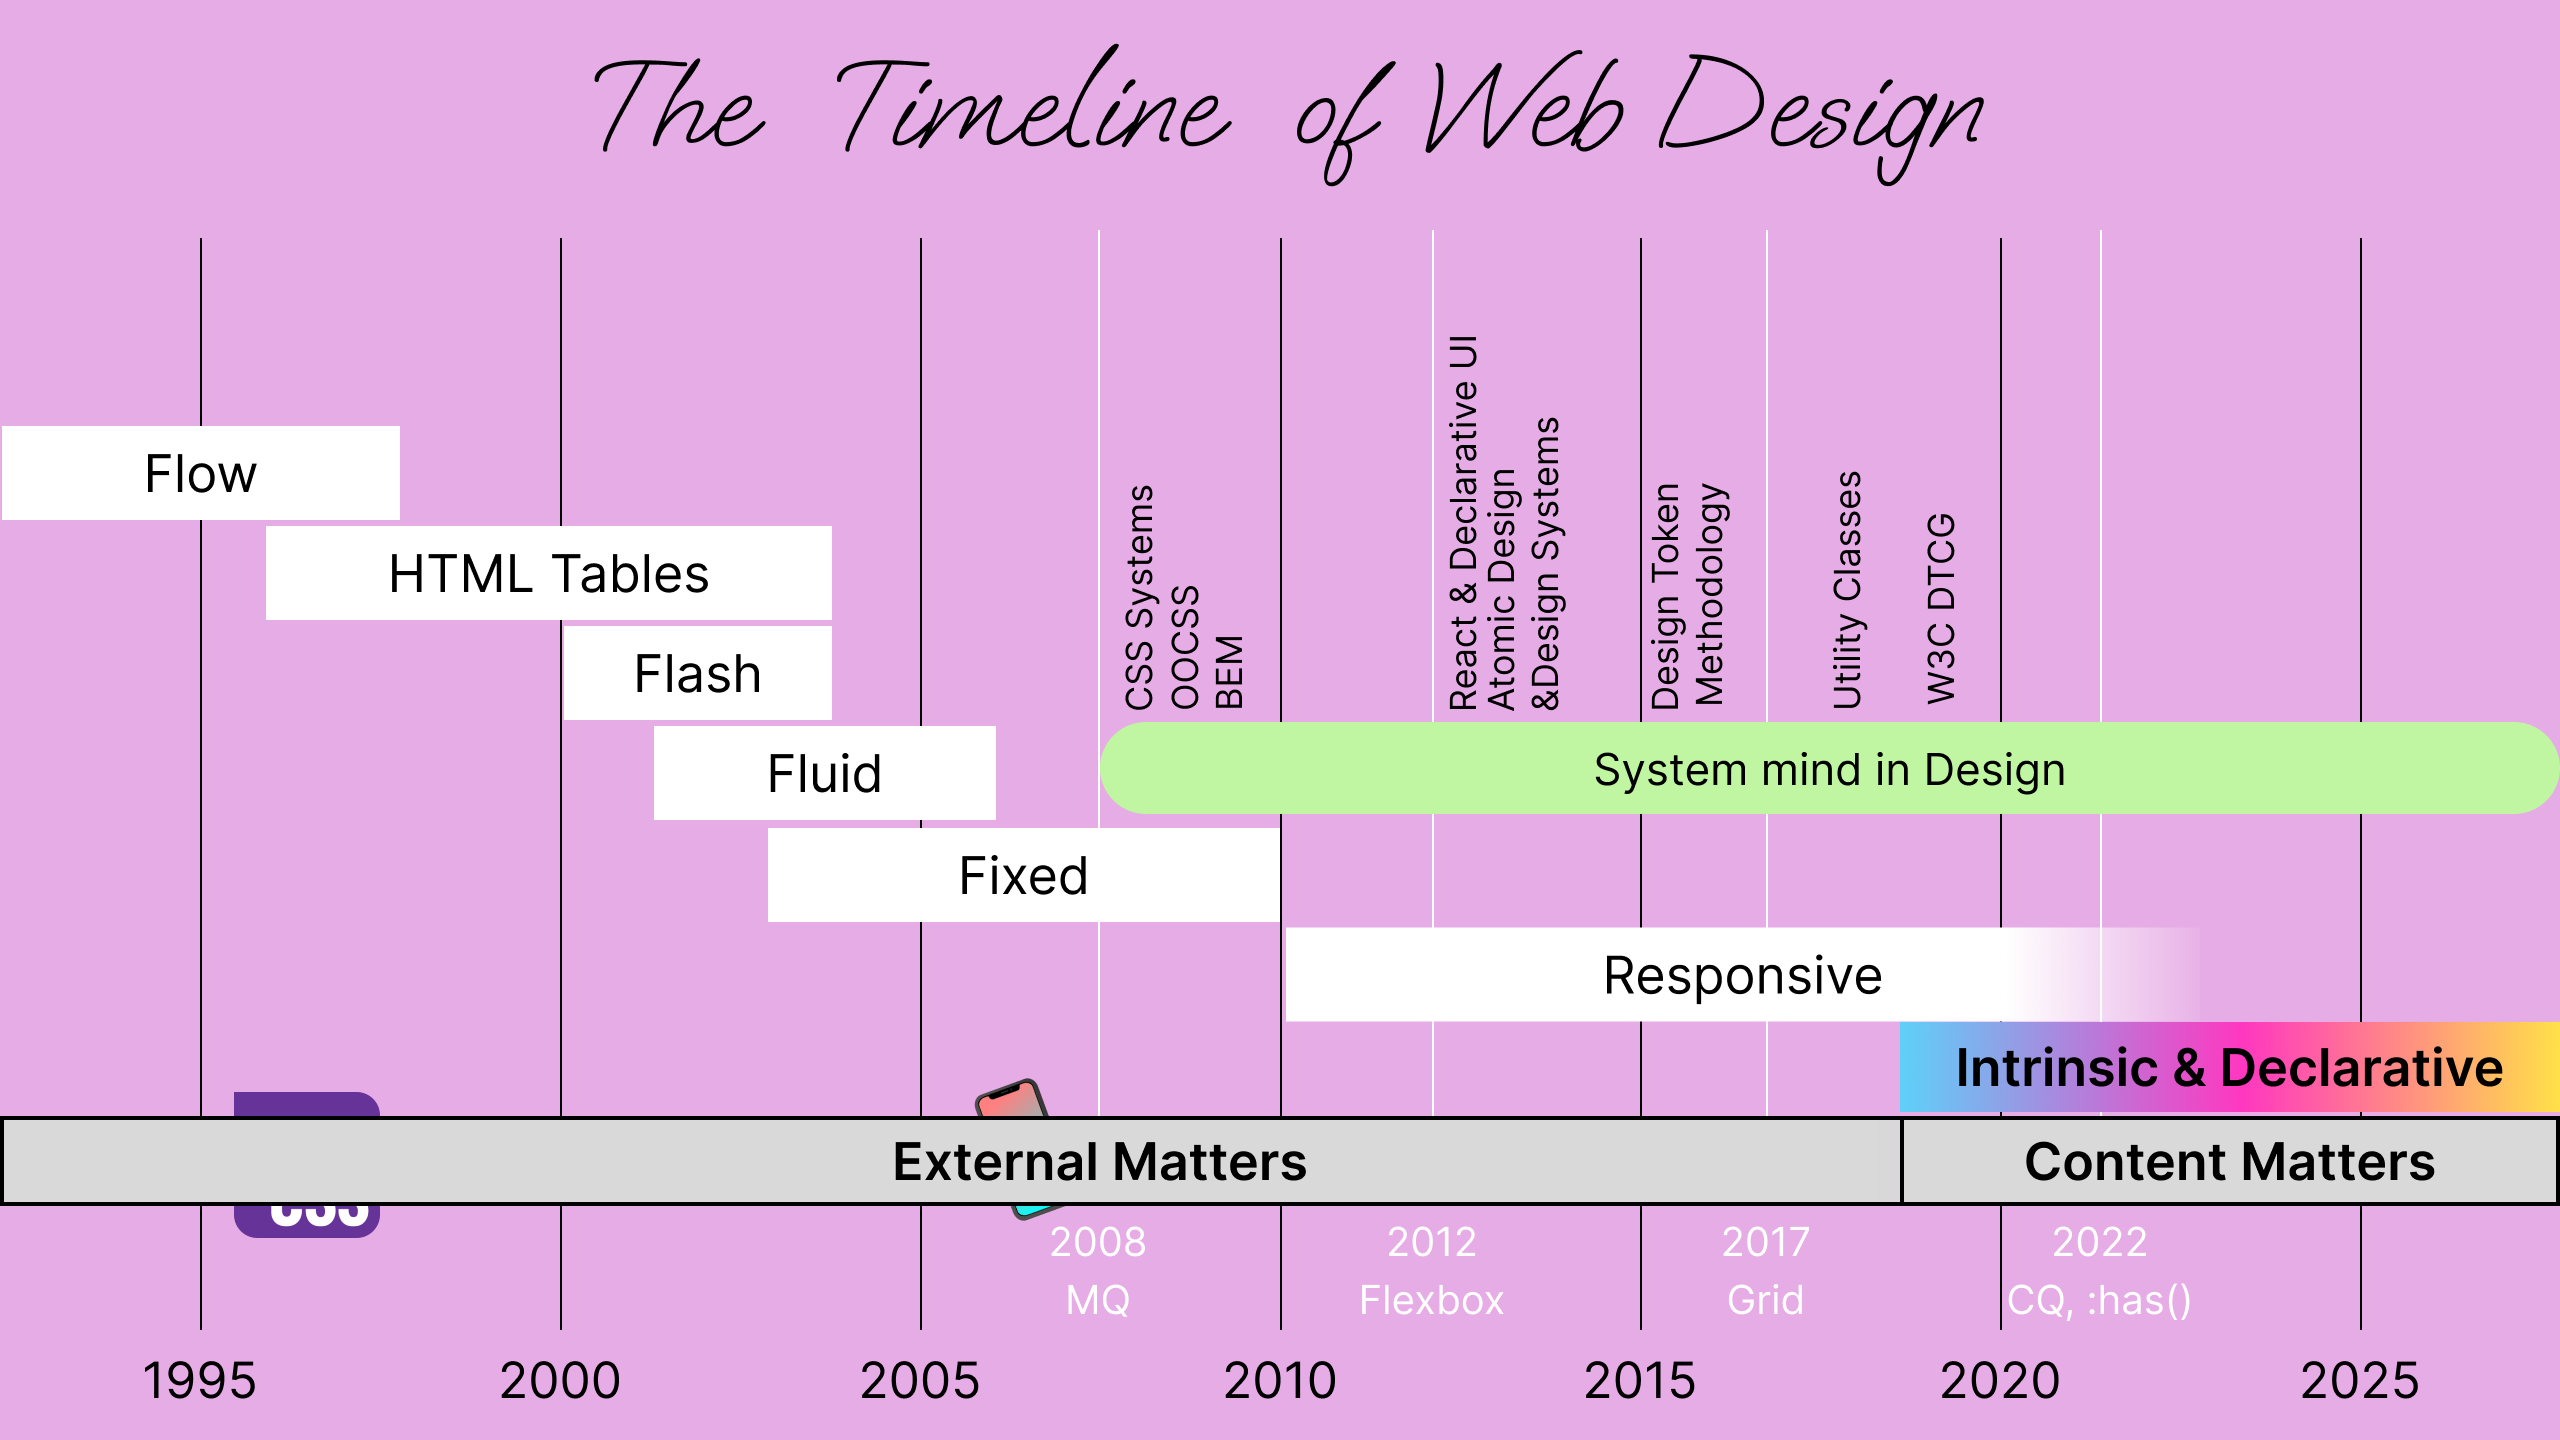 The Timeline of Web Design
Flow
HTML Tables
Flash
Fluid
Fixed
CSS Systems
OOCSS
BEM
React & Declarative UI
Atomic Design
&Design Systems
Design Token
Methodology
Utility Classes
W3C DTCG
System mind in Design
Responsive
Intrinsic & Declarative
External Matters
Content Matters
css
2008
MQ
2012
Flexbox
2017
Grid
2022
CQ, :has()
1995
2000
2005
2010
2015
2020
2025